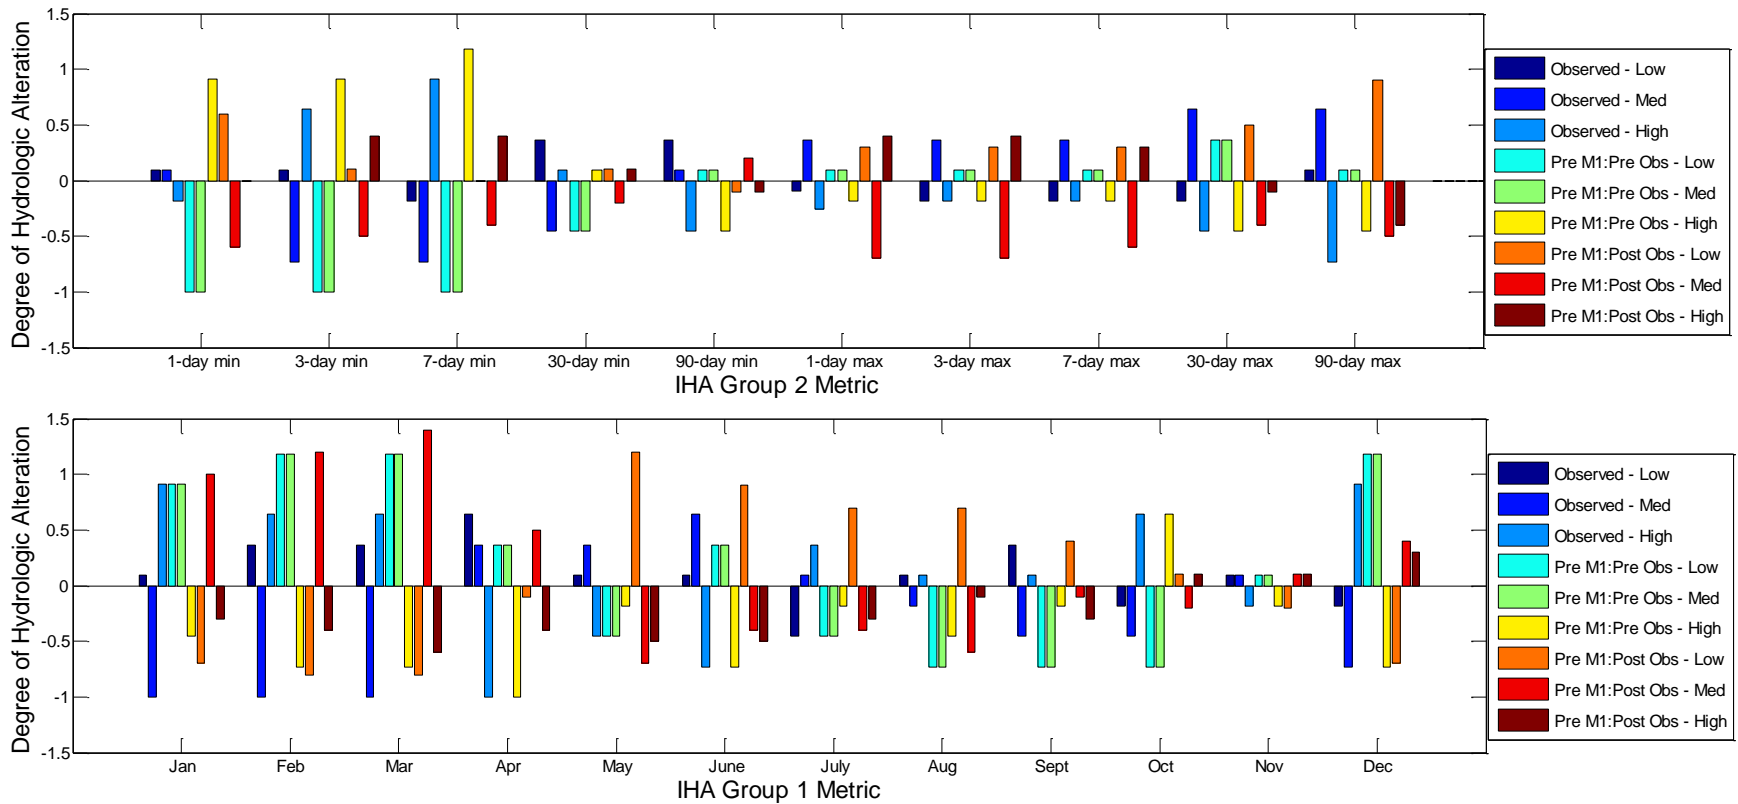 1.5
1
0.5
0
-0.5
-1
-1.5
Degree of Hydrologic Alteration
1-day min 3-day min 7-day min 30-day min 90-day min 1-day max 3-day max 7-day max 30-day max 90-day max
IHA Group 2 Metric
Observed - Low
Observed - Med
Observed - High
Pre M1:Pre Obs - Low
Pre M1:Pre Obs - Med
Pre M1:Pre Obs - High
Pre M1:Post Obs - Low
Pre M1:Post Obs - Med
Pre M1:Post Obs - High
1.5
1
0.5
0
-0.5
-1
-1.5
Degree of Hydrologic Alteration
Jan Feb Mar Apr May June July Aug Sept Oct Nov Dec
IHA Group 1 Metric
Observed - Low
Observed - Med
Observed - High
Pre M1:Pre Obs - Low
Pre M1:Pre Obs - Med
Pre M1:Pre Obs - High
Pre M1:Post Obs - Low
Pre M1:Post Obs - Med
Pre M1:Post Obs - High